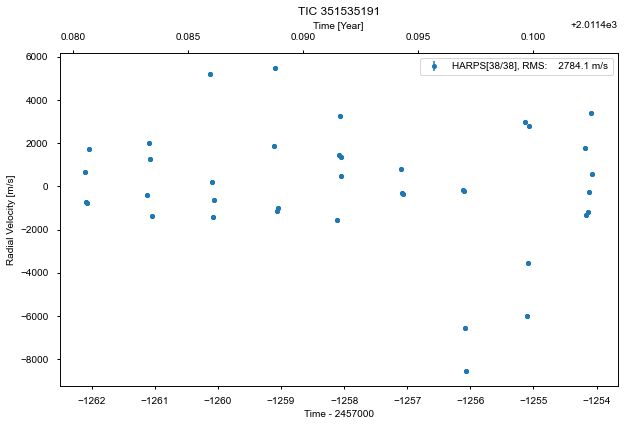 TIC 351535191
Time [Year]
+2.0114e3
0.080 0.085 0.090 0.095 0.100
HARPS[38/38], RMS: 2784.1 m/s
6000
4000
2000
0
−2000
−4000
−6000
−8000
Radial Velocity [m/s]
−1262 −1261 −1260 −1259 −1258 −1257 −1256 −1255 −1254
Time - 2457000